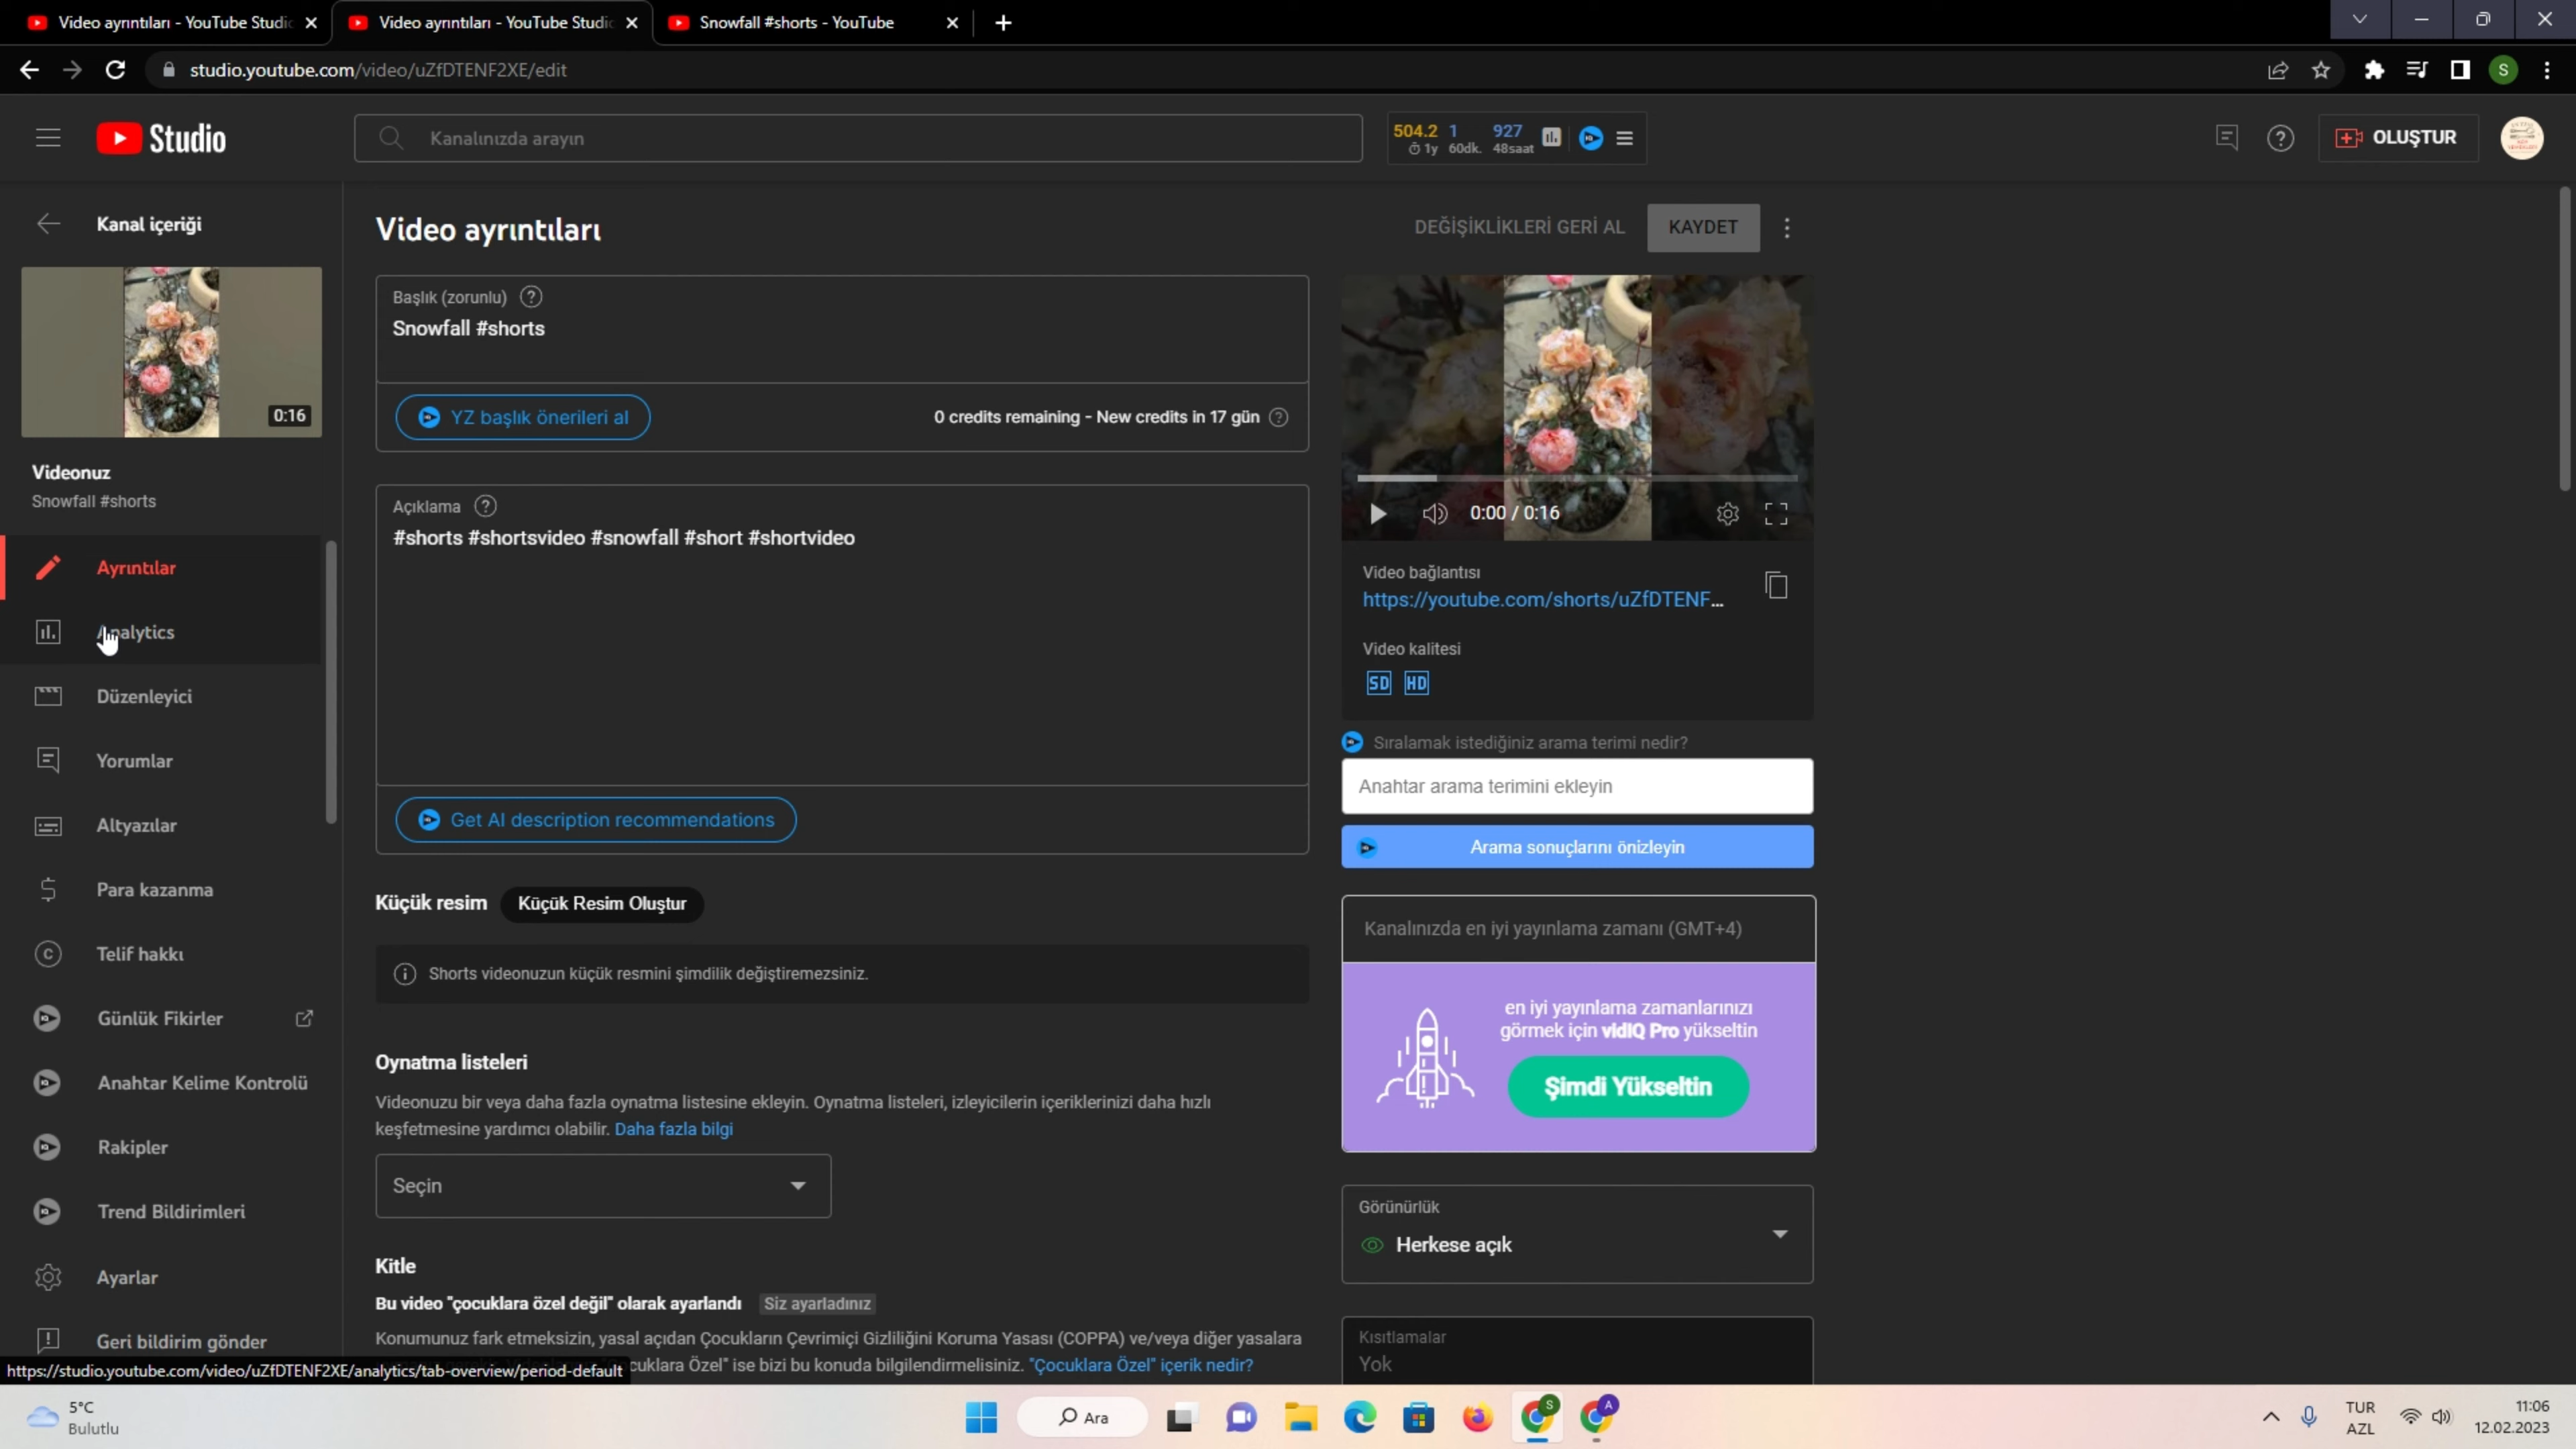 Video ayrıntıları - YouTube Studio
Video ayrıntıları - YouTube Studio
Snowfall #shorts - YouTube
studio.youtube.com/video/uZfDTENF2XE/edit
S
Studio
Kanalınızda arayın
504.2 1 927
1y 60dk. 48saat
OLUŞTUR
Kanal içeriği
0:16
Videonuz
Snowfall #shorts
Ayrıntılar
Analytics
Düzenleyici
Yorumlar
Altyazılar
Para kazanma
Telif hakkı
Günlük Fikirler
Anahtar Kelime Kontrolü
Rakipler
Trend Bildirimleri
Ayarlar
Geri bildirim gönder
https://studio.youtube.com/video/uZfDTENF2XE/analytics/tab-overview/period-default
Video ayrıntıları
DEĞİŞİKLİKLERİ GERİ AL
KAYDET
Başlık (zorunlu)
Snowfall #shorts
YZ başlık önerileri al
0 credits remaining - New credits in 17 gün
Açıklama
#shorts #shortsvideo #snowfall #short #shortvideo
Get AI description recommendations
Küçük resim
Küçük Resim Oluştur
Shorts videonuzun küçük resmini şimdilik değiştiremezsiniz.
Oynatma listeleri
Videonuzu bir veya daha fazla oynatma listesine ekleyin. Oynatma listeleri, izleyicilerin içeriklerinizi daha hızlı
keşfetmesine yardımcı olabilir. Daha fazla bilgi
Seçin
Kitle
Bu video "çocuklara özel değil" olarak ayarlandı
Siz ayarladınız
Konumunuz fark etmeksizin, yasal açıdan Çocukların Çevrimiçi Gizliliğini Koruma Yasası (COPPA) ve/veya diğer yasalara
cuklara Özel" ise bizi bu konuda bilgilendirmelisiniz. "Çocuklara Özel" içerik nedir?
0:00 / 0:16
Video bağlantısı
https://youtube.com/shorts/uZfDTENF...
Video kalitesi
SD HD
Sıralamak istediğiniz arama terimi nedir?
Anahtar arama terimini ekleyin
Arama sonuçlarını önizleyin
Kanalınızda en iyi yayınlama zamanı (GMT+4)
en iyi yayınlama zamanlarınızı
görmek için vidIQ Pro yükseltin
Şimdi Yükseltin
Görünürlük
Herkese açık
Kısıtlamalar
Yok
5°C
Bulutlu
Ara
S
A
TUR
AZL
11:06
12.02.2023